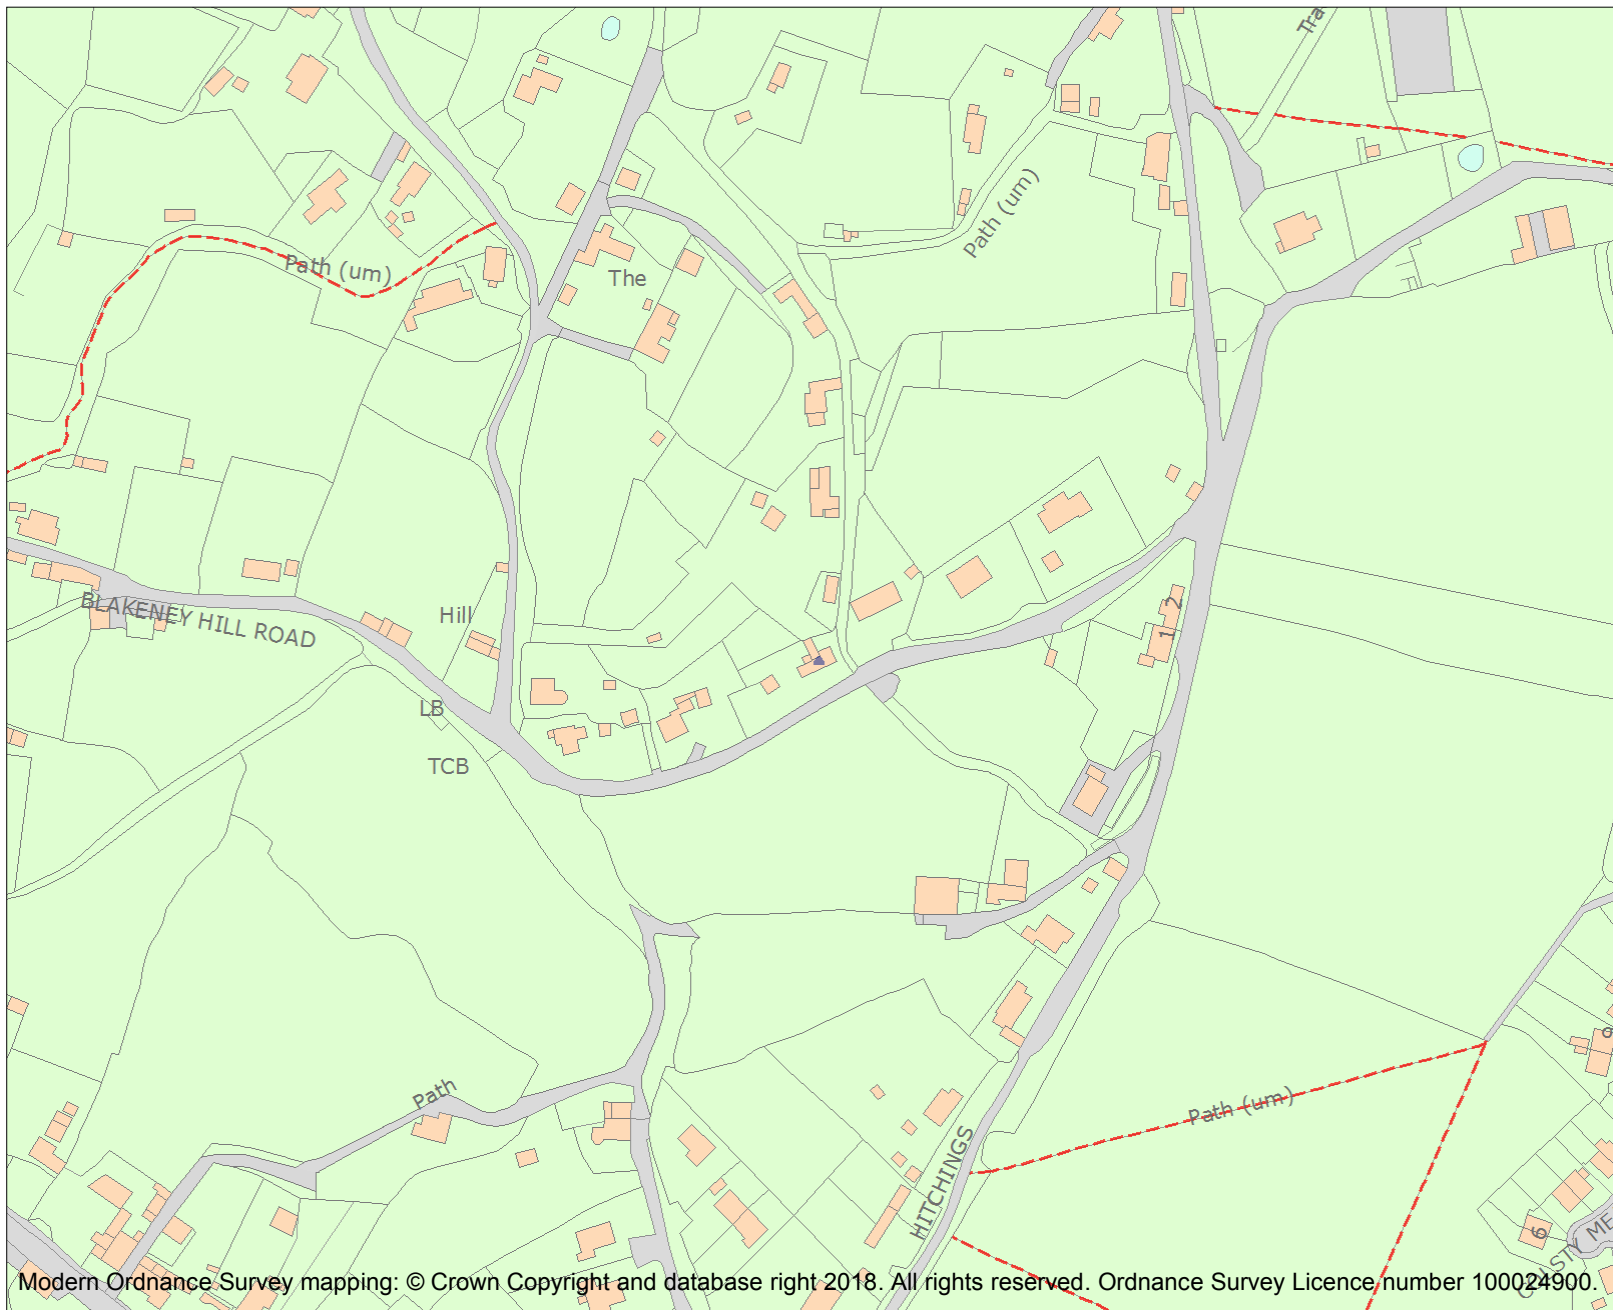 Tra
Path (um)
Path (um)
The
BLAKENEY HILL ROAD
Hill
2
1
LB
TCB
Path
Path (um)
HITCHINGS
9
6
Modern Ordnance Survey mapping: © Crown Copyright and database right 2018. All rights reserved. Ordnance Survey Licence number 100024900.